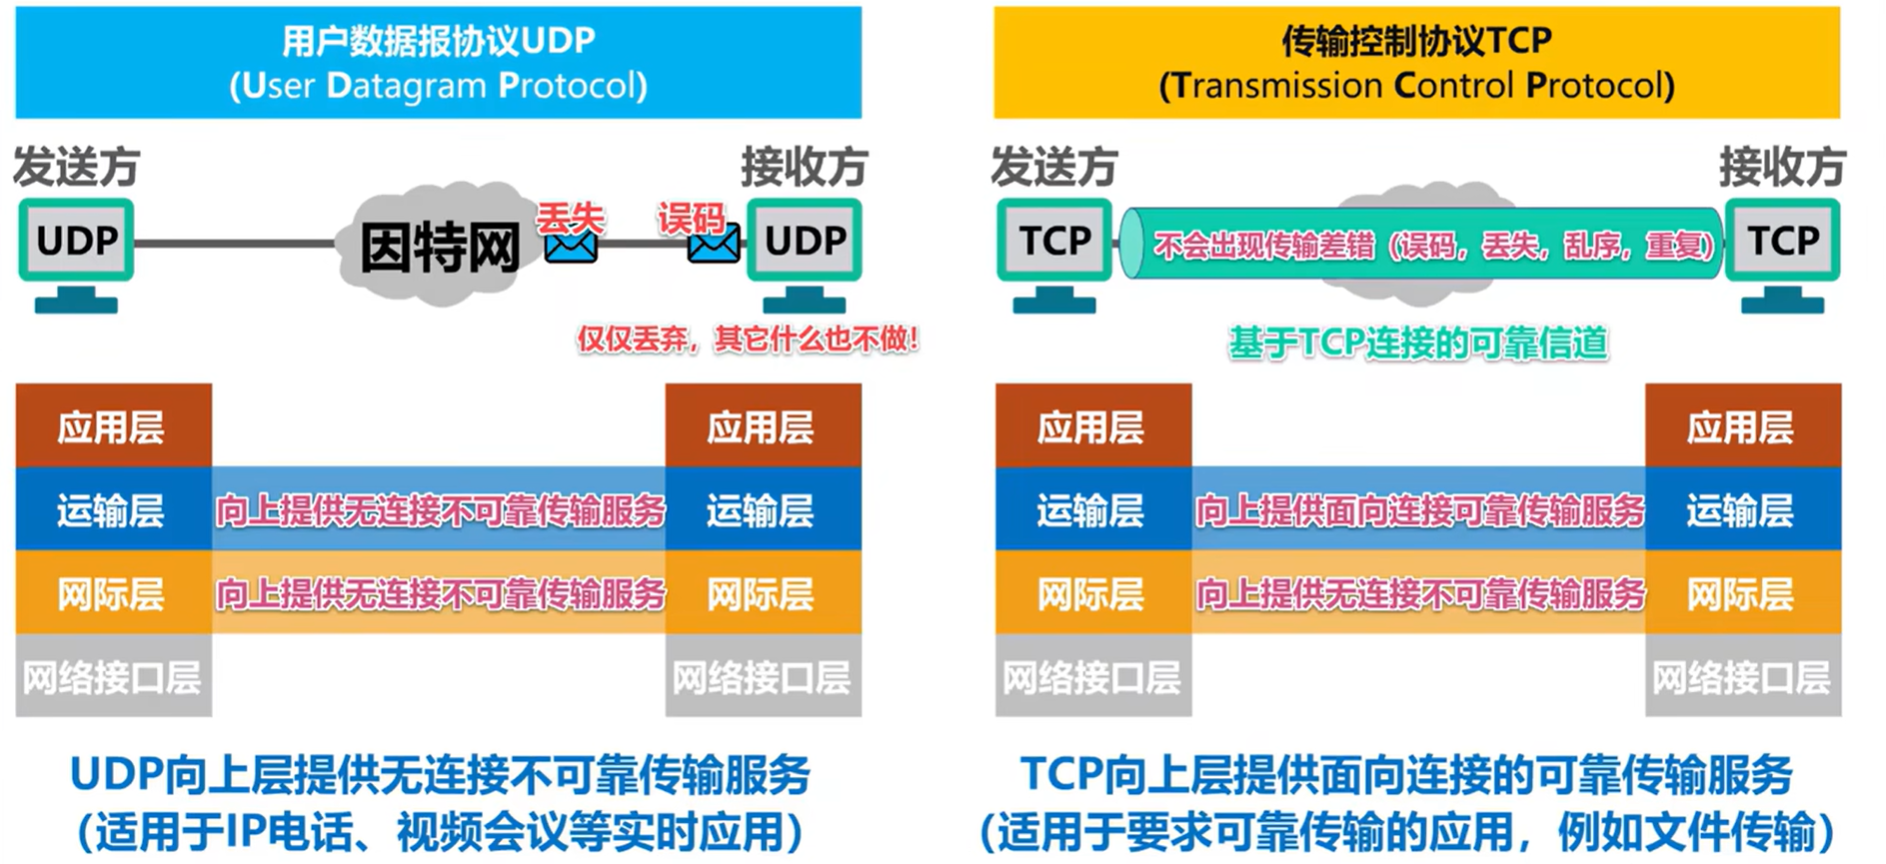 用户数据报协议UDP
(User Datagram Protocol)
发送方
接收方
UDP
因特网
丢失
误码
UDP
仅仅丢弃，其它什么也不做！
应用层
应用层
运输层
向上提供无连接不可靠传输服务
运输层
网际层
向上提供无连接不可靠传输服务
网际层
网络接口层
网络接口层
UDP向上层提供无连接不可靠传输服务
（适用于IP电话、视频会议等实时应用）
传输控制协议TCP
(Transmission Control Protocol)
发送方
接收方
TCP
不会出现传输差错（误码，丢失，乱序，重复）
TCP
基于TCP连接的可靠信道
应用层
应用层
运输层
向上提供面向连接可靠传输服务
运输层
网际层
向上提供无连接不可靠传输服务
网际层
网络接口层
网络接口层
TCP向上层提供面向连接的可靠传输服务
（适用于要求可靠传输的应用，例如文件传输）